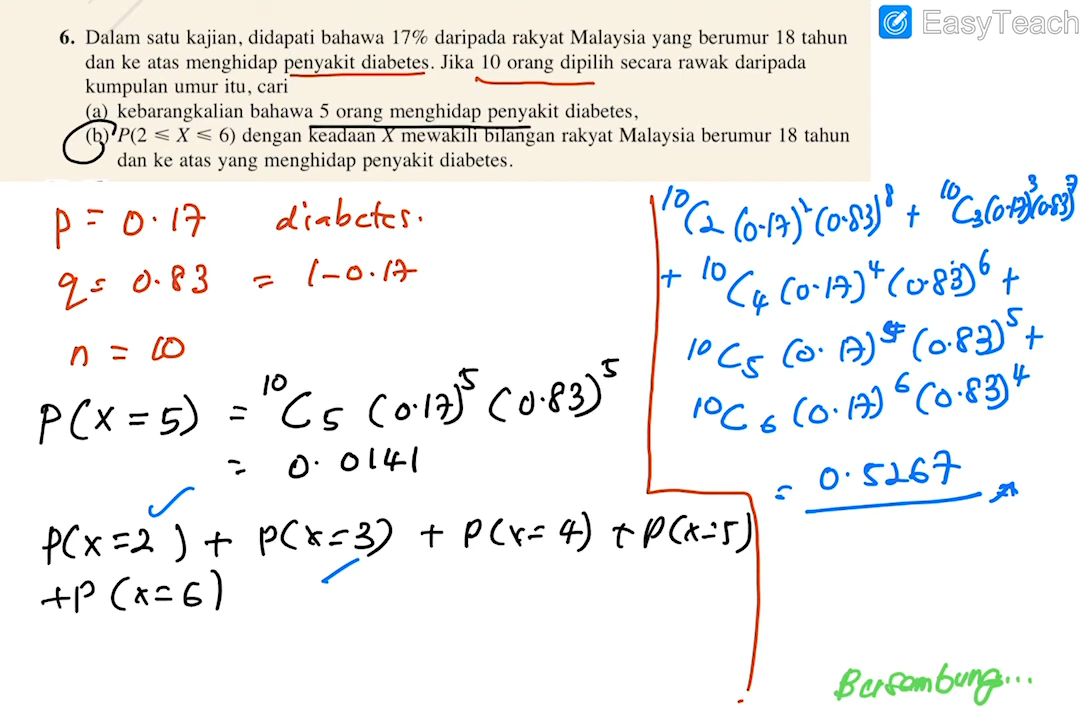 EasyTeach
6. Dalam satu kajian, didapati bahawa 17% daripada rakyat Malaysia yang berumur 18 tahun
dan ke atas menghidap penyakit diabetes. Jika 10 orang dipilih secara rawak daripada
kumpulan umur itu, cari
(a) kebarangkalian bahawa 5 orang menghidap penyakit diabetes,
(b) P(2 ⩽ X ⩽ 6) dengan keadaan X mewakili bilangan rakyat Malaysia berumur 18 tahun
dan ke atas yang menghidap penyakit diabetes.
p = 0.17 diabetes.
q = 0.83 = 1-0.17
n = 10
P(X = 5) = ¹⁰C₅ (0.17)⁵ (0.83)⁵
= 0.0141
P(x=2) + P(x=3) + P(x=4) + P(x=5)
+P(x=6)
¹⁰C₂ (0.17)² (0.83)⁸ + ¹⁰C₃(0.17)³(0.83)⁷
+ ¹⁰C₄ (0.17)⁴ (0.83)⁶ +
¹⁰C₅ (0.17)⁵ (0.83)⁵ +
¹⁰C₆ (0.17)⁶ (0.83)⁴
= 0.5267
Bersambung...